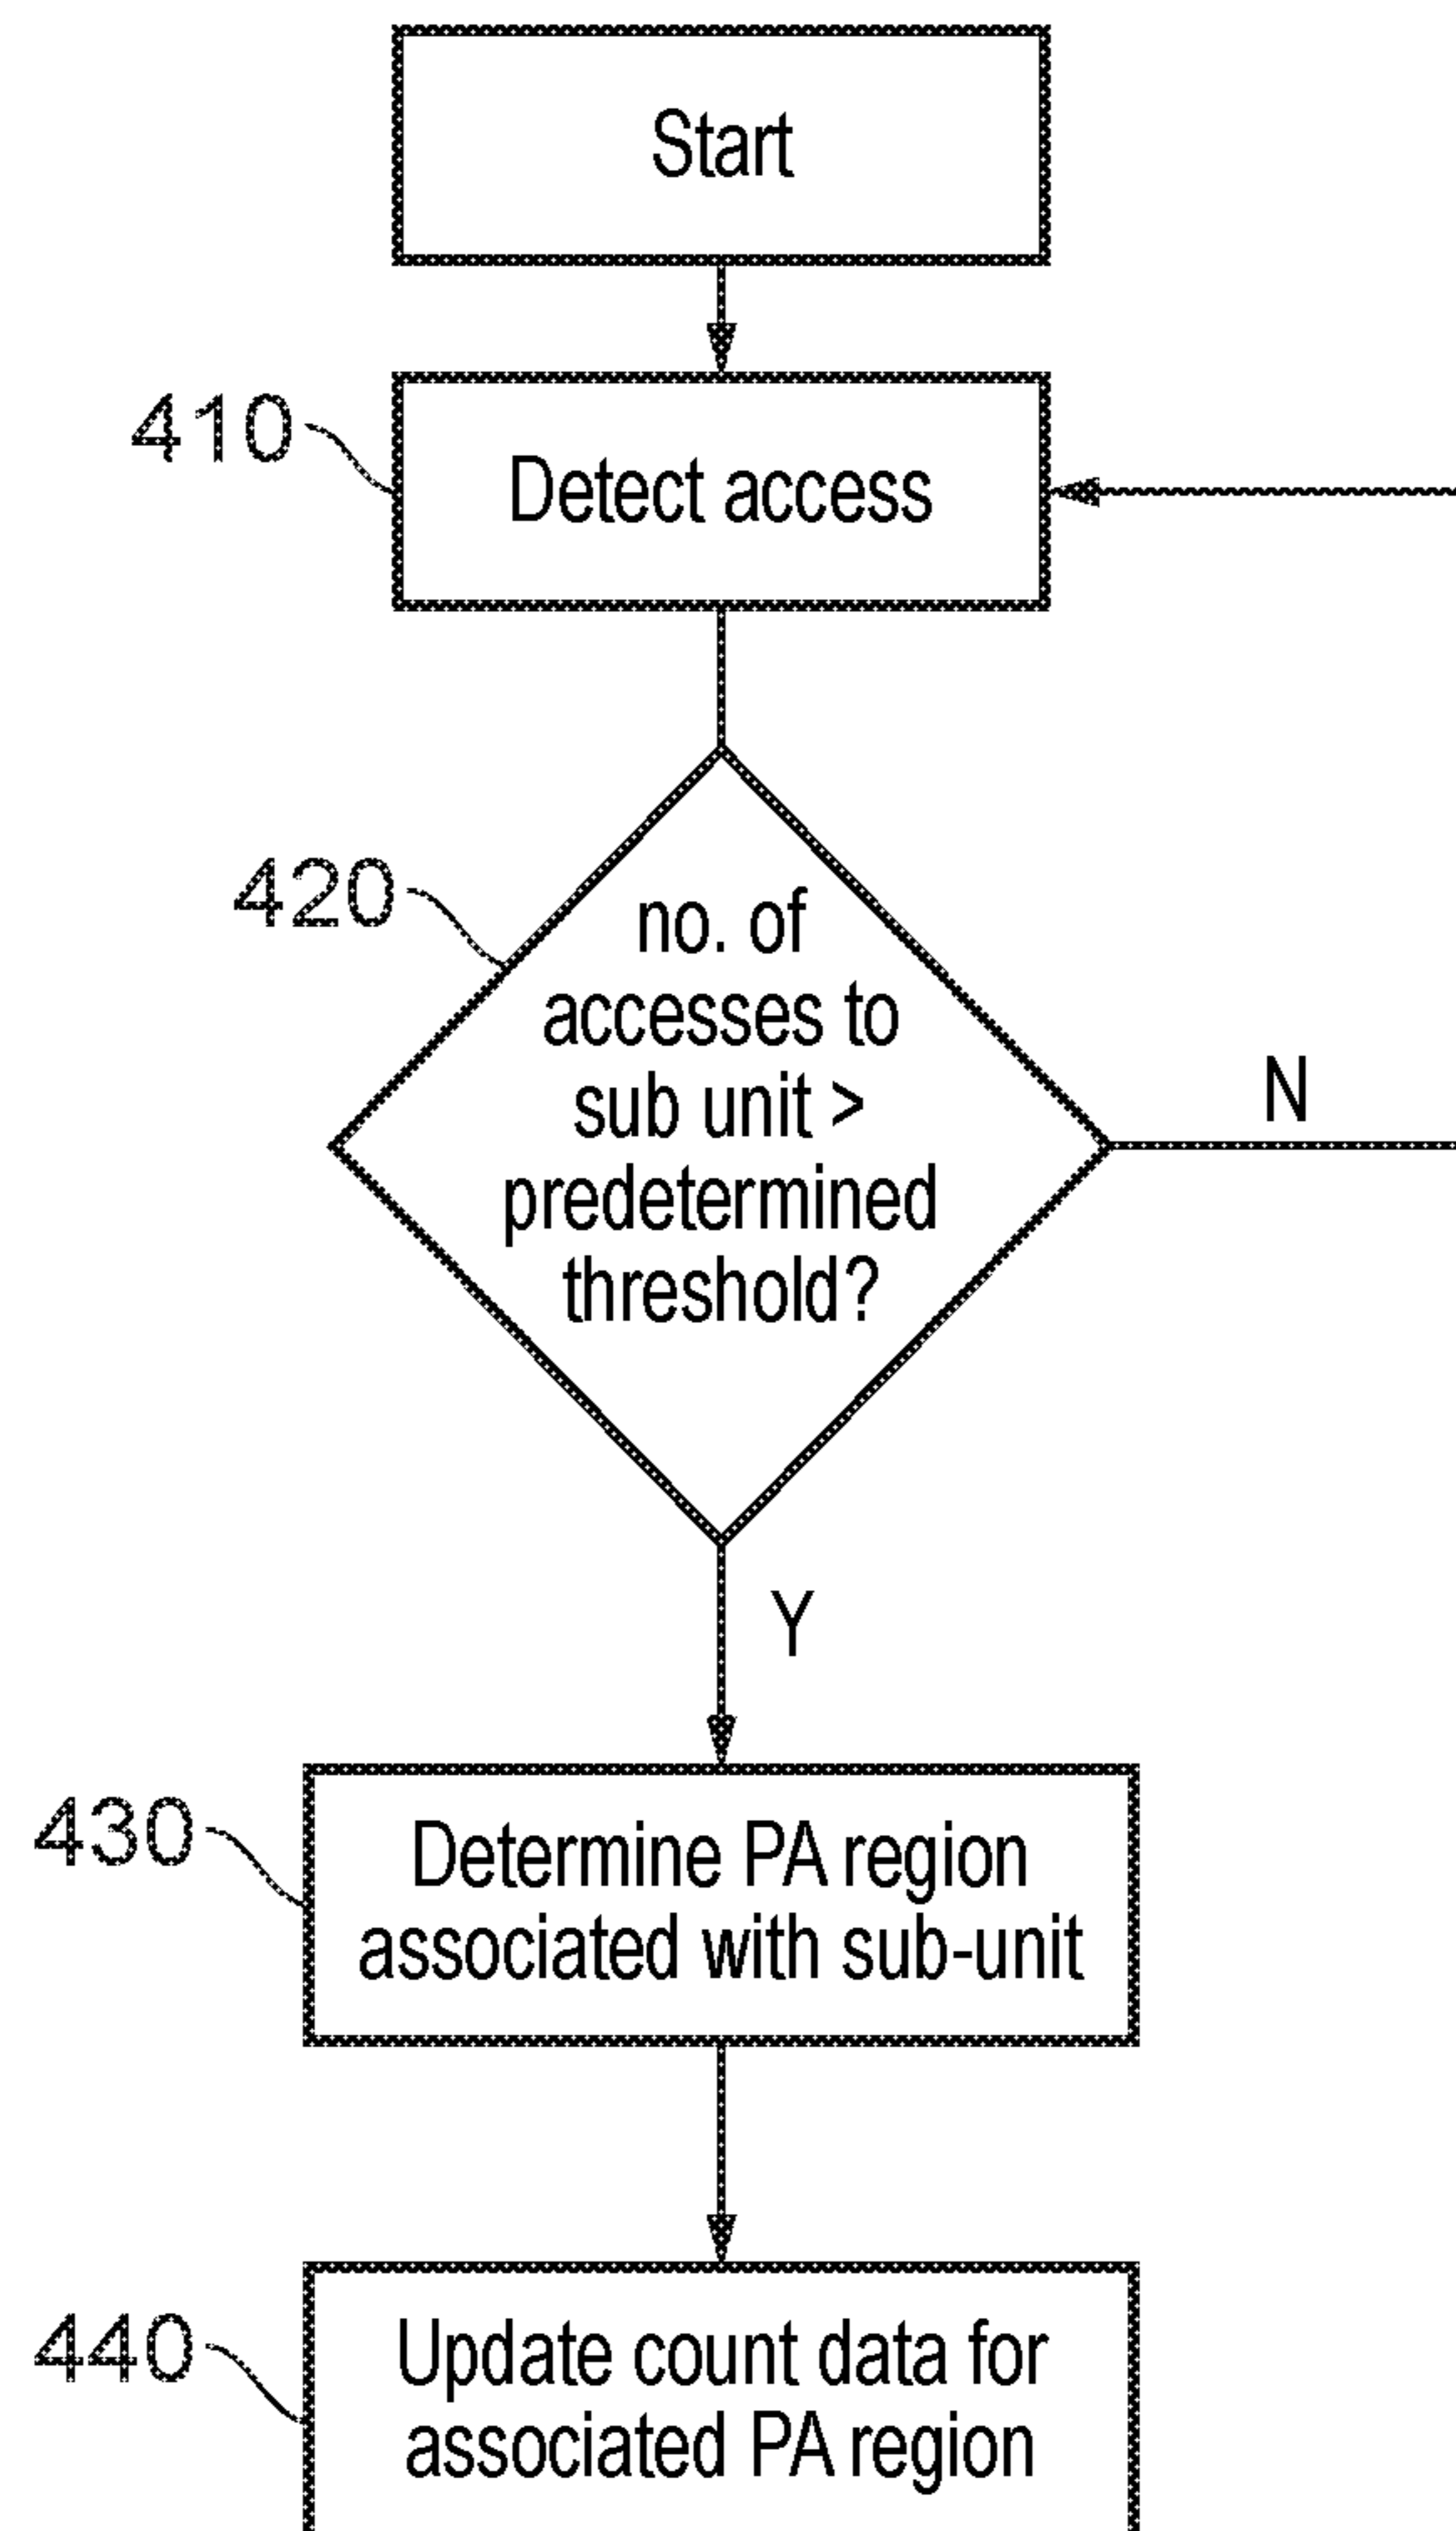 Start
410
Detect access
420
no. of
accesses to
sub unit >
predetermined
threshold?
N
Y
430
Determine PA region
associated with sub-unit
440
Update count data for
associated PA region